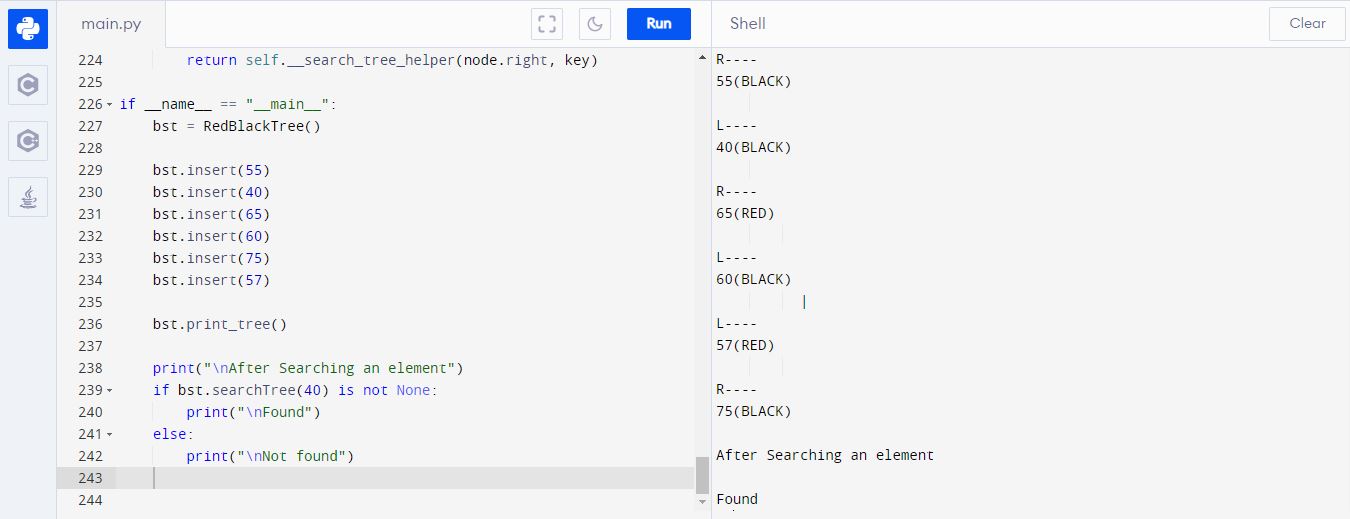 main.py
Run
Shell
Clear
224 return self.__search_tree_helper(node.right, key)
225
226 if __name__ == "__main__":
227 bst = RedBlackTree()
228
229 bst.insert(55)
230 bst.insert(40)
231 bst.insert(65)
232 bst.insert(60)
233 bst.insert(75)
234 bst.insert(57)
235
236 bst.print_tree()
237
238 print("\nAfter Searching an element")
239 if bst.searchTree(40) is not None:
240 print("\nFound")
241 else:
242 print("\nNot found")
243
244
R----
55(BLACK)
L----
40(BLACK)
R----
65(RED)
L----
60(BLACK)
L----
57(RED)
R----
75(BLACK)
After Searching an element
Found